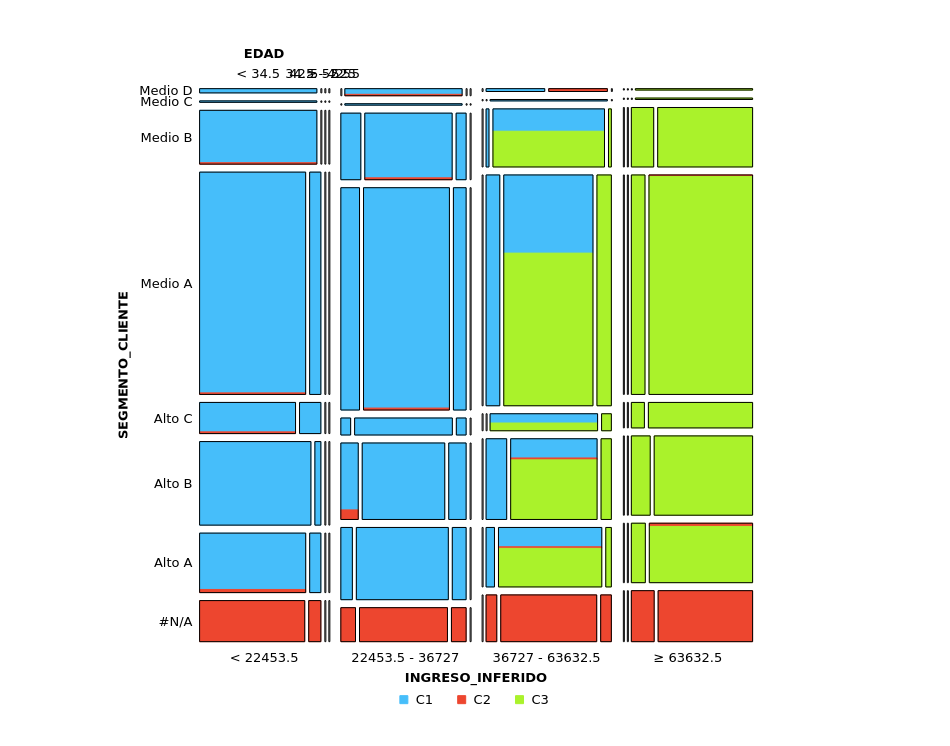 EDAD
< 34.5
Medio D
Medio C
Medio B
Medio A
Alto C
Alto B
Alto A
#N/A
SEGMENTO_CLIENTE
< 22453.5 22453.5 - 36727 36727 - 63632.5 ≥ 63632.5
INGRESO_INFERIDO
C1 C2 C3